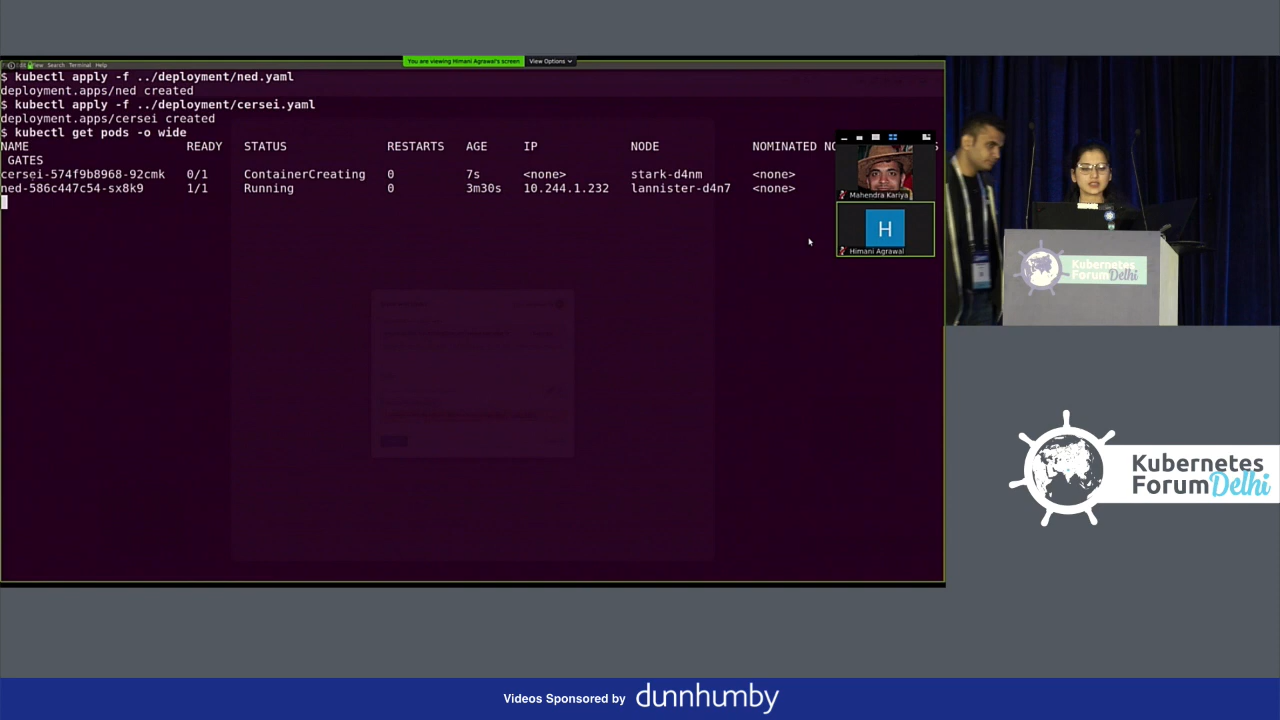 View Search Terminal Help
You are viewing Himani Agrawal's screen View Options
$ kubectl apply -f ../deployment/ned.yaml
deployment.apps/ned created
$ kubectl apply -f ../deployment/cersei.yaml
deployment.apps/cersei created
$ kubectl get pods -o wide
NAME READY STATUS RESTARTS AGE IP NODE NOMINATED
GATES
cersei-574f9b8968-92cmk 0/1 ContainerCreating 0 7s <none> stark-d4nm <none>
ned-586c447c54-sx8k9 1/1 Running 0 3m30s 10.244.1.232 lannister-d4n7 <none>
Mahendra Kariya
H
Himani Agrawal
Kubernetes
Forum Delhi
Kubernetes
Forum Delhi
Videos Sponsored by dunnhumby